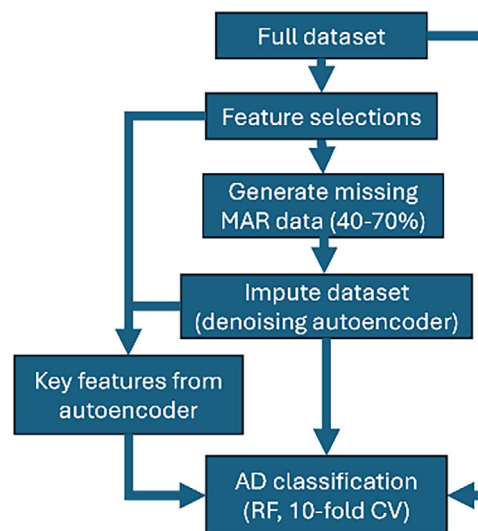 Full dataset
Feature selections
Generate missing
MAR data (40-70%)
Impute dataset
(denoising autoencoder)
Key features from
autoencoder
AD classification
(RF, 10-fold CV)